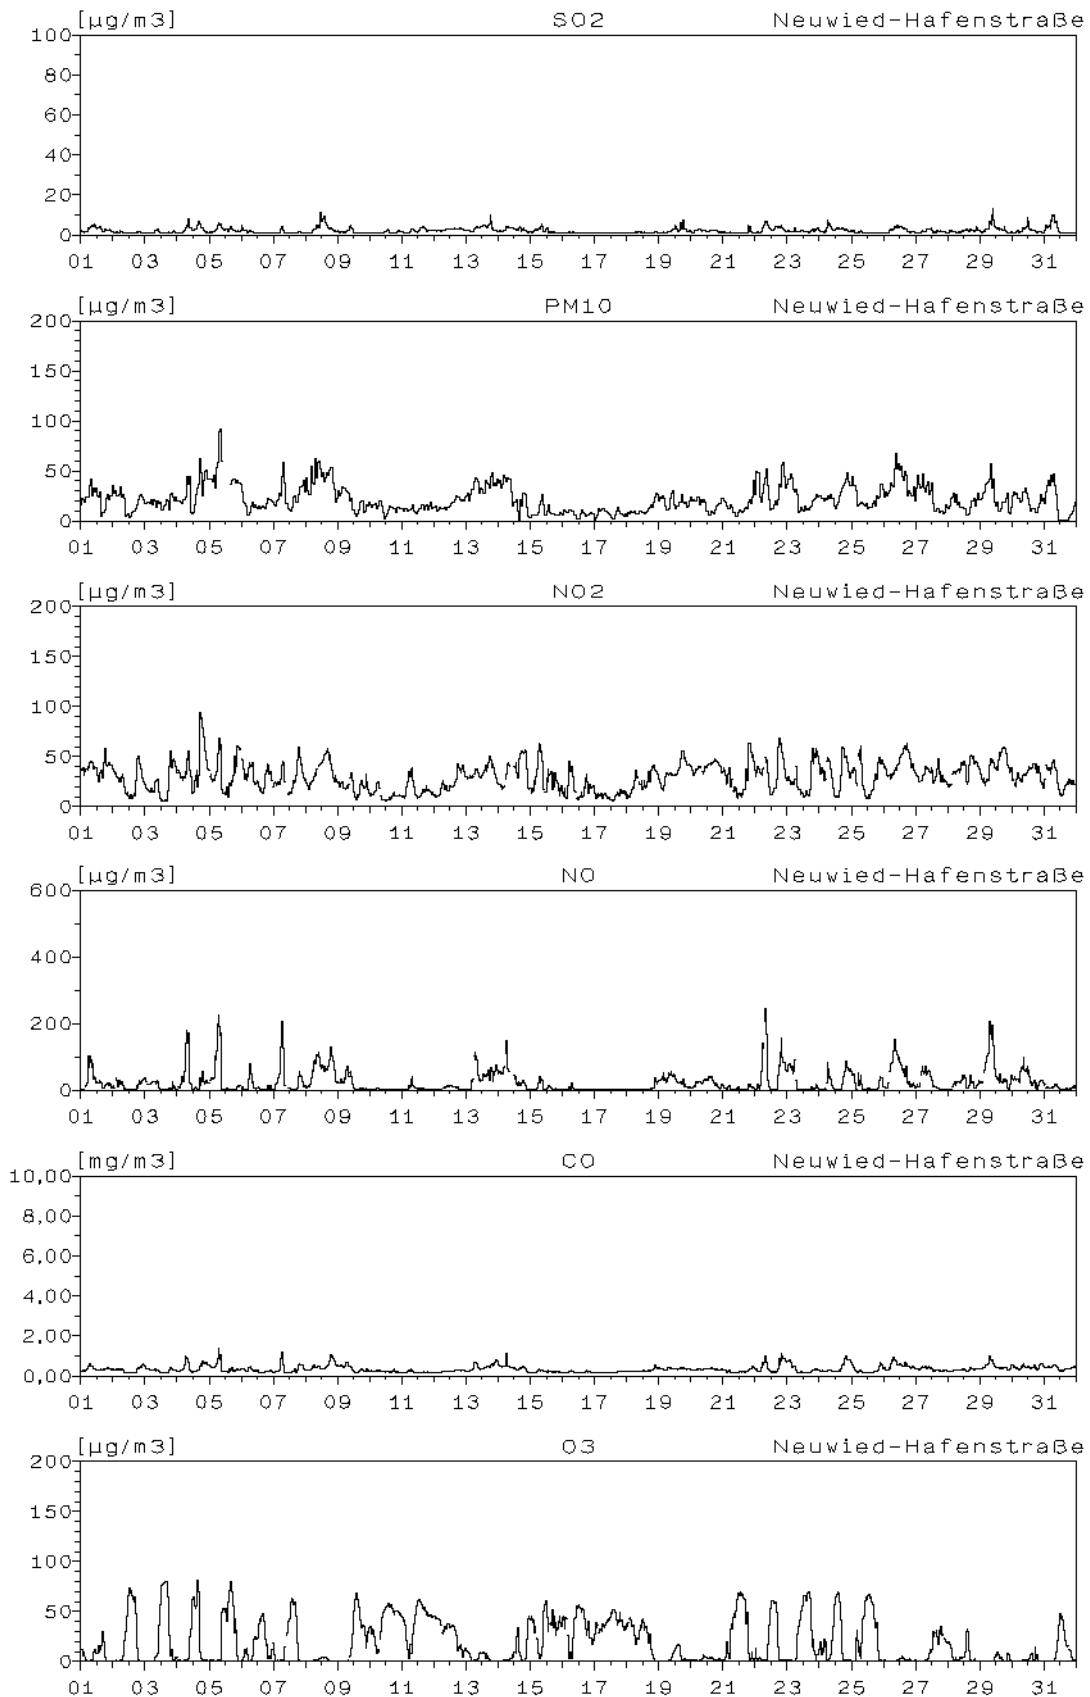 [µg/m3] SO2 Neuwied-Hafenstraße
100
80
60
40
20
0
01 03 05 07 09 11 13 15 17 19 21 23 25 27 29 31
[µg/m3] PM10 Neuwied-Hafenstraße
200
150
100
50
0
01 03 05 07 09 11 13 15 17 19 21 23 25 27 29 31
[µg/m3] NO2 Neuwied-Hafenstraße
200
150
100
50
0
01 03 05 07 09 11 13 15 17 19 21 23 25 27 29 31
[µg/m3] NO Neuwied-Hafenstraße
600
400
200
0
01 03 05 07 09 11 13 15 17 19 21 23 25 27 29 31
[mg/m3] CO Neuwied-Hafenstraße
10,00
8,00
6,00
4,00
2,00
0,00
01 03 05 07 09 11 13 15 17 19 21 23 25 27 29 31
[µg/m3] O3 Neuwied-Hafenstraße
200
150
100
50
0
01 03 05 07 09 11 13 15 17 19 21 23 25 27 29 31